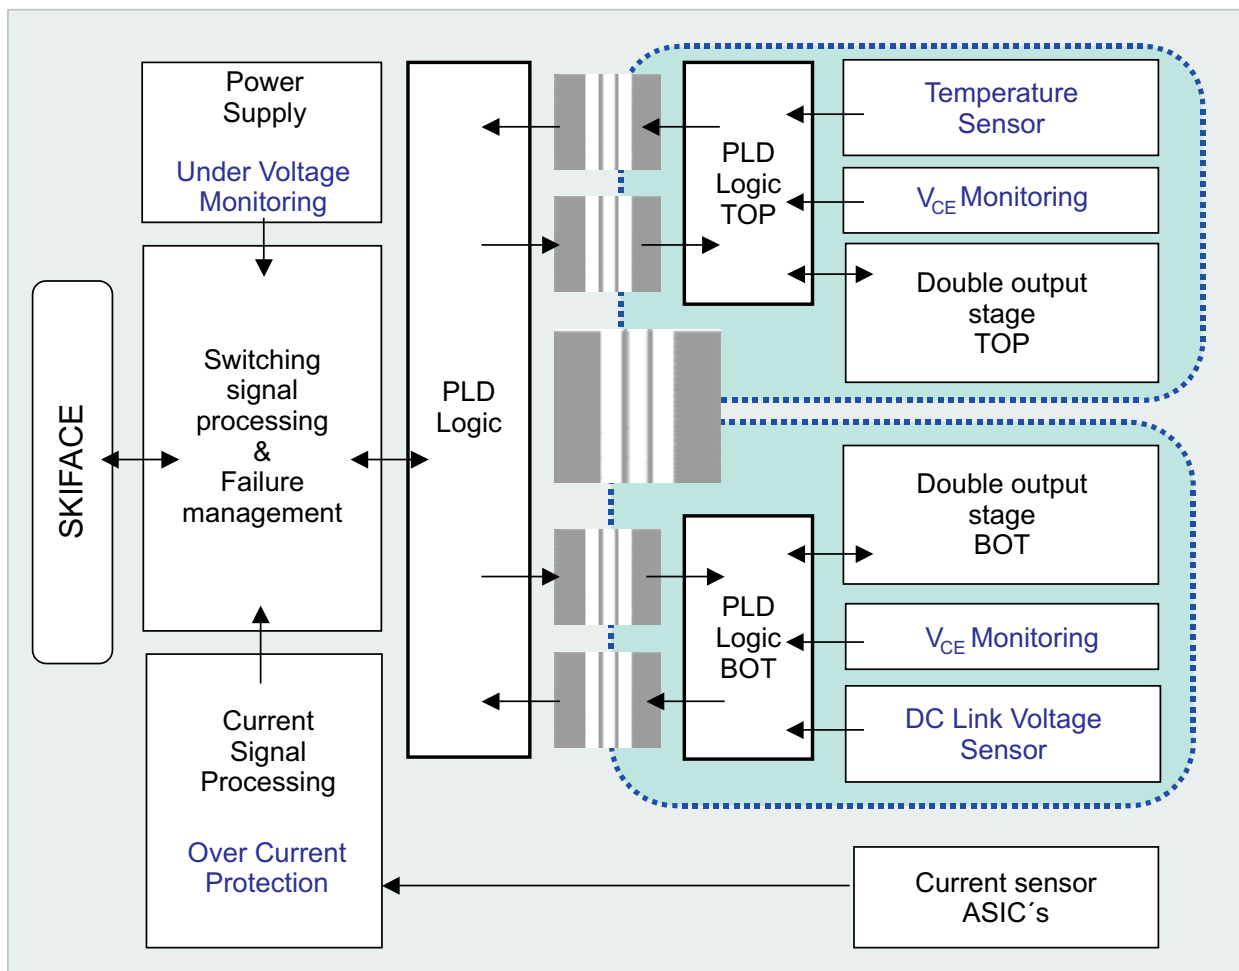 Power
Supply
Under Voltage
Monitoring
SKIFACE
Switching
signal
processing
&
Failure
management
Current
Signal
Processing
Over Current
Protection
PLD
Logic
PLD
Logic
TOP
Temperature
Sensor
VCE Monitoring
Double output
stage
TOP
PLD
Logic
BOT
Double output
stage
BOT
VCE Monitoring
DC Link Voltage
Sensor
Current sensor
ASIC´s